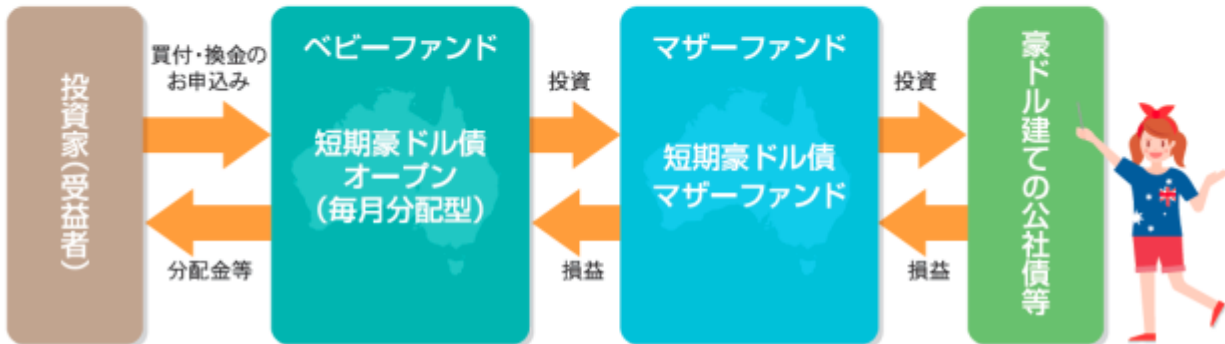 投資家(受益者)
買付・換金の
お申込み
分配金等
ベビーファンド
短期豪ドル債
オープン
(毎月分配型)
投資
損益
マザーファンド
短期豪ドル債
マザーファンド
投資
損益
豪ドル建ての公社債等